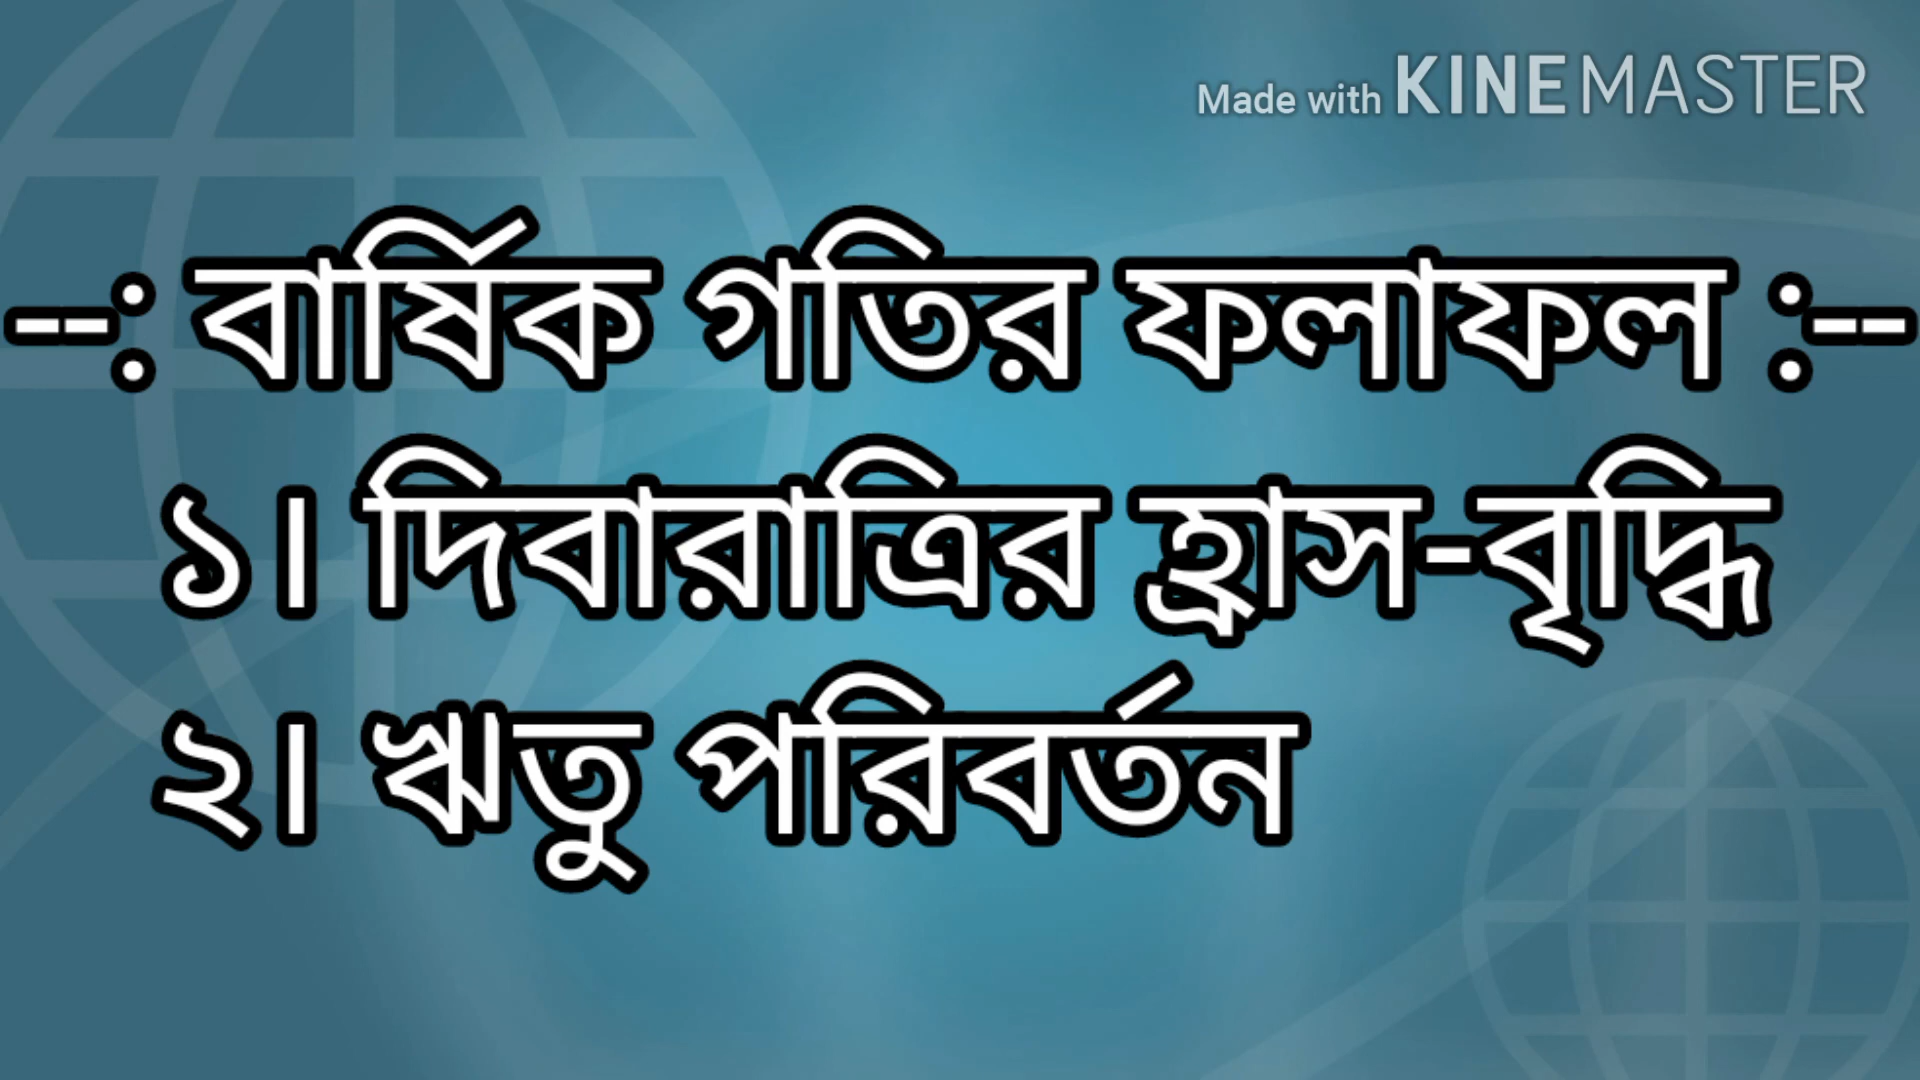 Made with KINEMASTER
--: বার্ষিক গতির ফলাফল :--
১। দিবারাত্রির হ্রাস-বৃদ্ধি
২। ঋতু পরিবর্তন